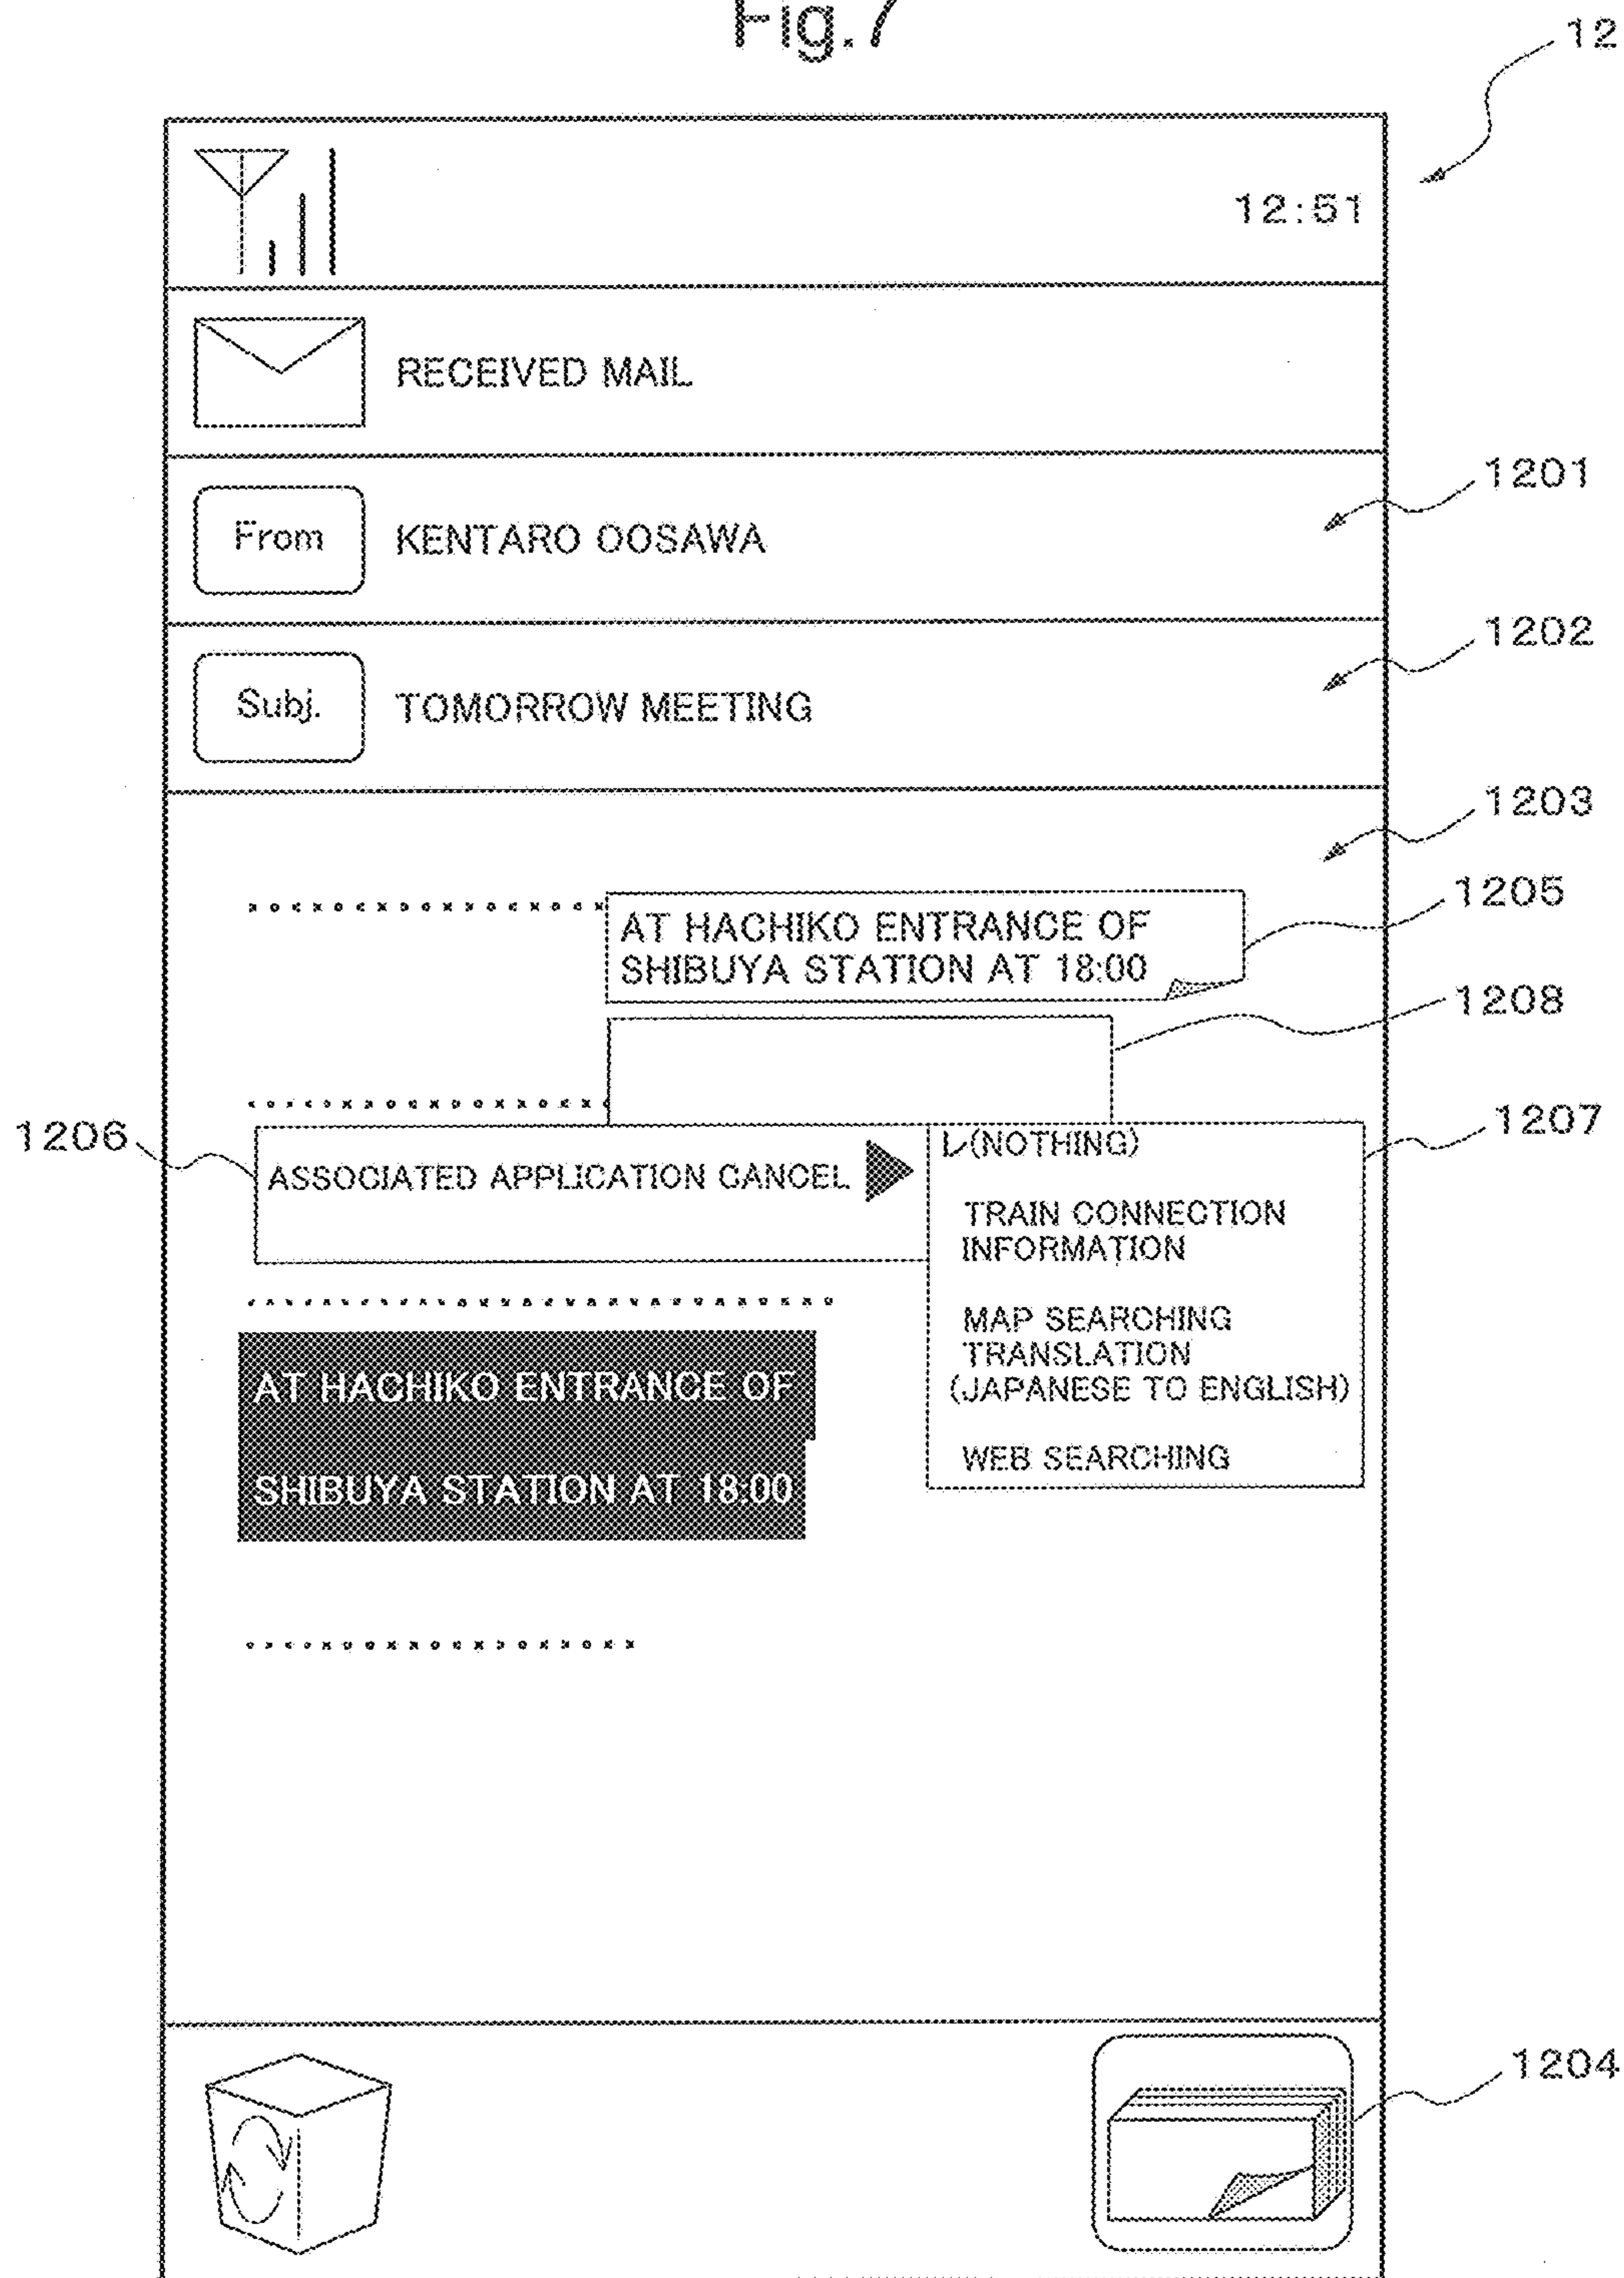 Fig.7
12
12:51
RECEIVED MAIL
From KENTARO OOSAWA
1201
Subj. TOMORROW MEETING
1202
1203
AT HACHIKO ENTRANCE OF
SHIBUYA STATION AT 18:00
1205
1208
1206
ASSOCIATED APPLICATION CANCEL
1207
(NOTHING)
TRAIN CONNECTION
INFORMATION
MAP SEARCHING
TRANSLATION
(JAPANESE TO ENGLISH)
WEB SEARCHING
AT HACHIKO ENTRANCE OF
SHIBUYA STATION AT 18:00
1204